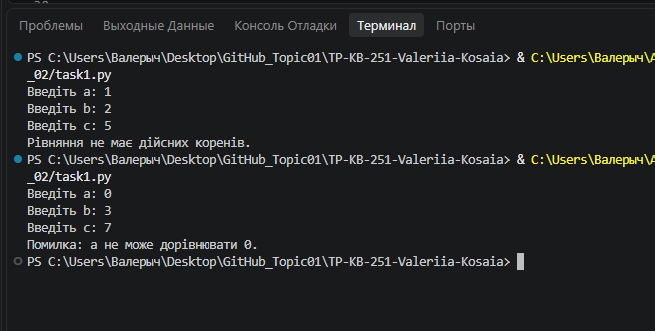 Проблемы Выходные Данные Консоль Отладки Терминал Порты
PS C:\Users\Валерыч\Desktop\GitHub_Topic01\TP-KB-251-Valeriia-Kosaia> & C:\Users\Валерыч\A
_02/task1.py
Введіть a: 1
Введіть b: 2
Введіть c: 5
Рівняння не має дійсних коренів.
PS C:\Users\Валерыч\Desktop\GitHub_Topic01\TP-KB-251-Valeriia-Kosaia> & C:\Users\Валерыч\A
_02/task1.py
Введіть a: 0
Введіть b: 3
Введіть c: 7
Помилка: a не може дорівнювати 0.
PS C:\Users\Валерыч\Desktop\GitHub_Topic01\TP-KB-251-Valeriia-Kosaia>